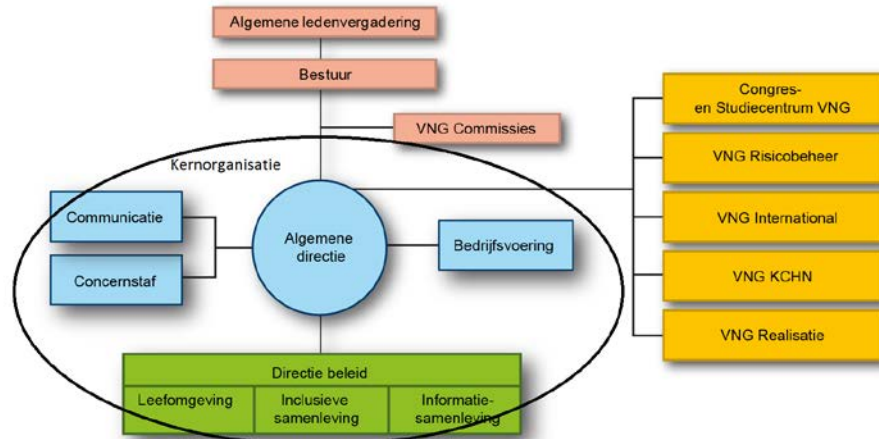 Algemene ledenvergadering
Bestuur
VNG Commissies
Kernorganisatie
Communicatie
Concernstaf
Algemene
directie
Bedrijfsvoering
Directie beleid
Leefomgeving
Inclusieve
samenleving
Informatie-
samenleving
Congres-
en Studiecentrum VNG
VNG Risicobeheer
VNG International
VNG KCHN
VNG Realisatie